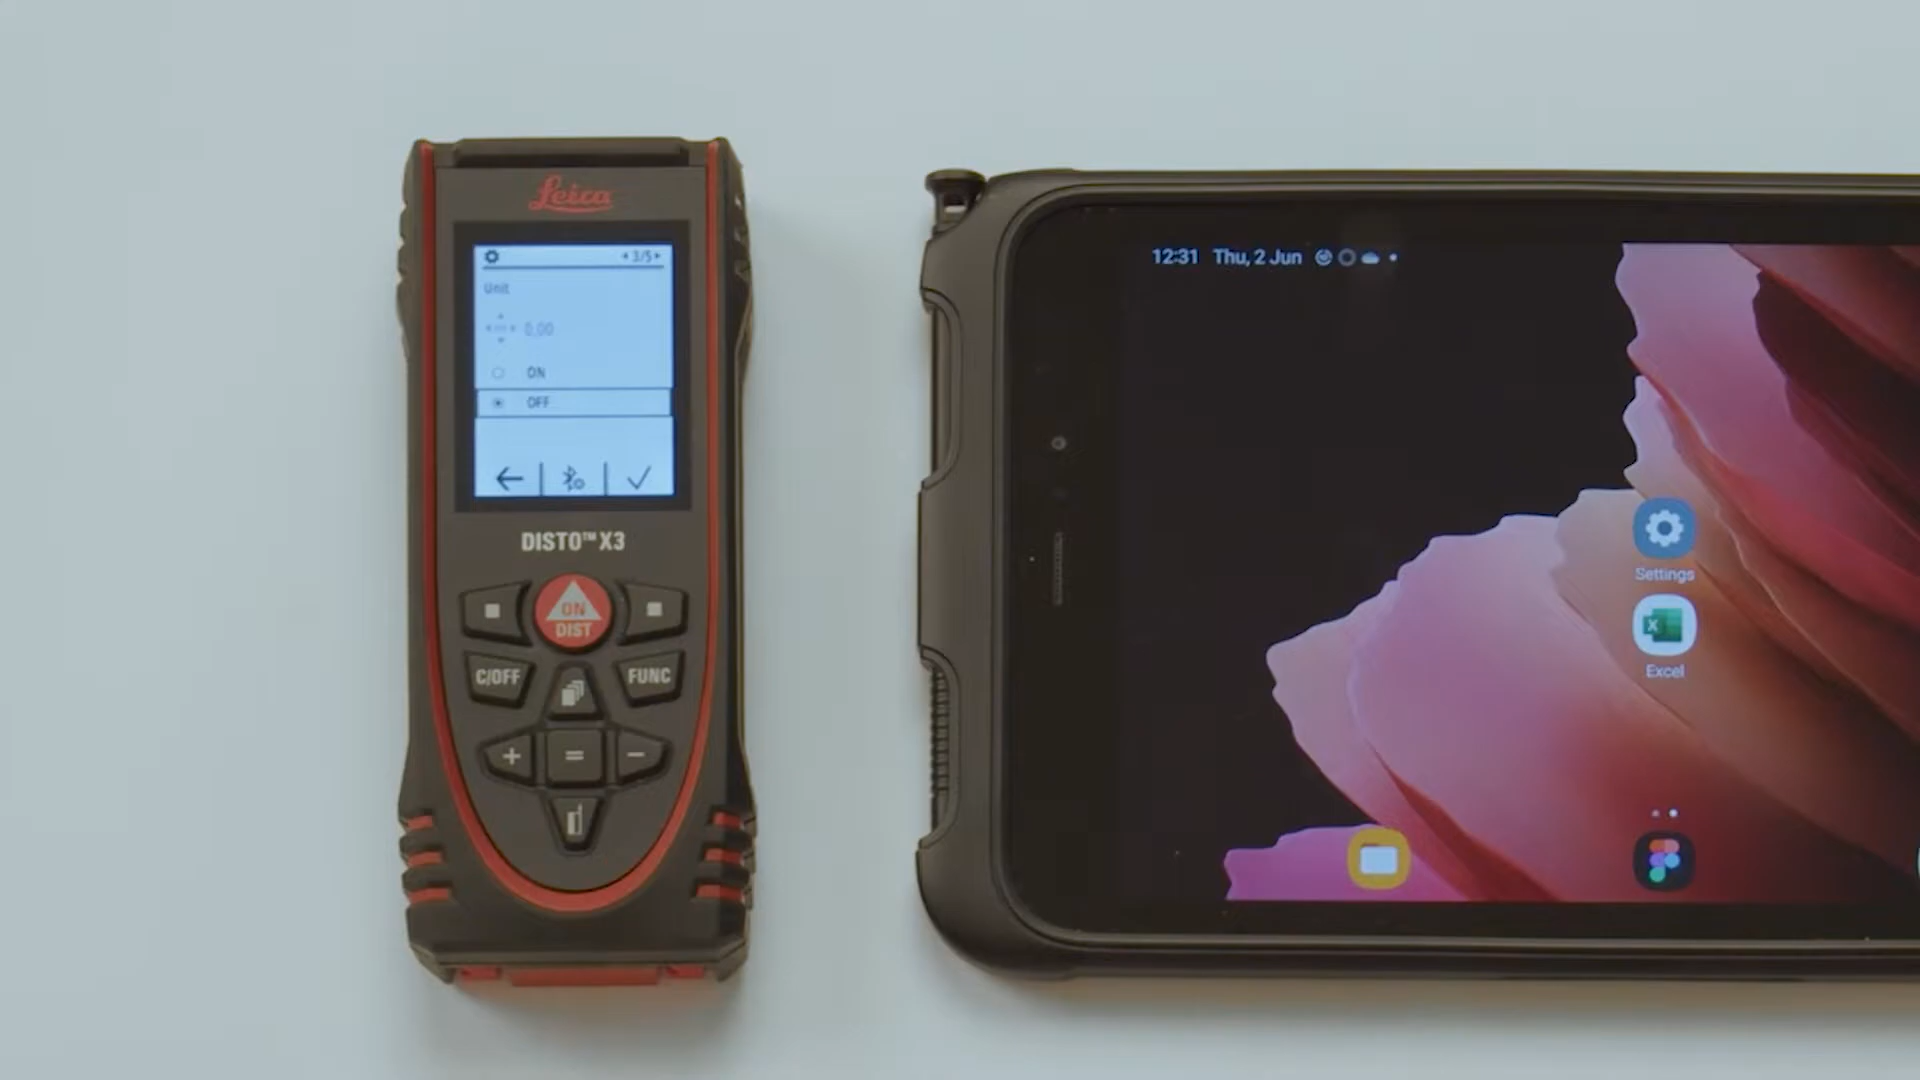 Leica
3/5
Unit
0.00
ON
OFF
DISTO™ X3
ON
DIST
C/OFF
FUNC
+
=
−
12:31 Thu, 2 Jun
Settings
Excel